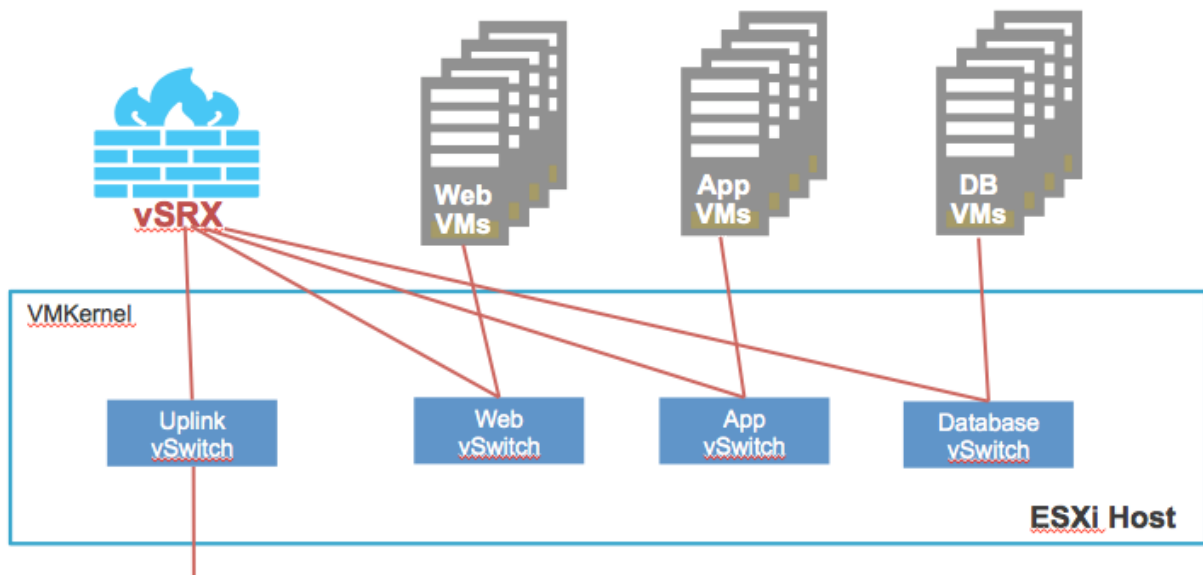 vSRX
Web
VMs
App
VMs
DB
VMs
VMKernel
Uplink
vSwitch
Web
vSwitch
App
vSwitch
Database
vSwitch
ESXi Host